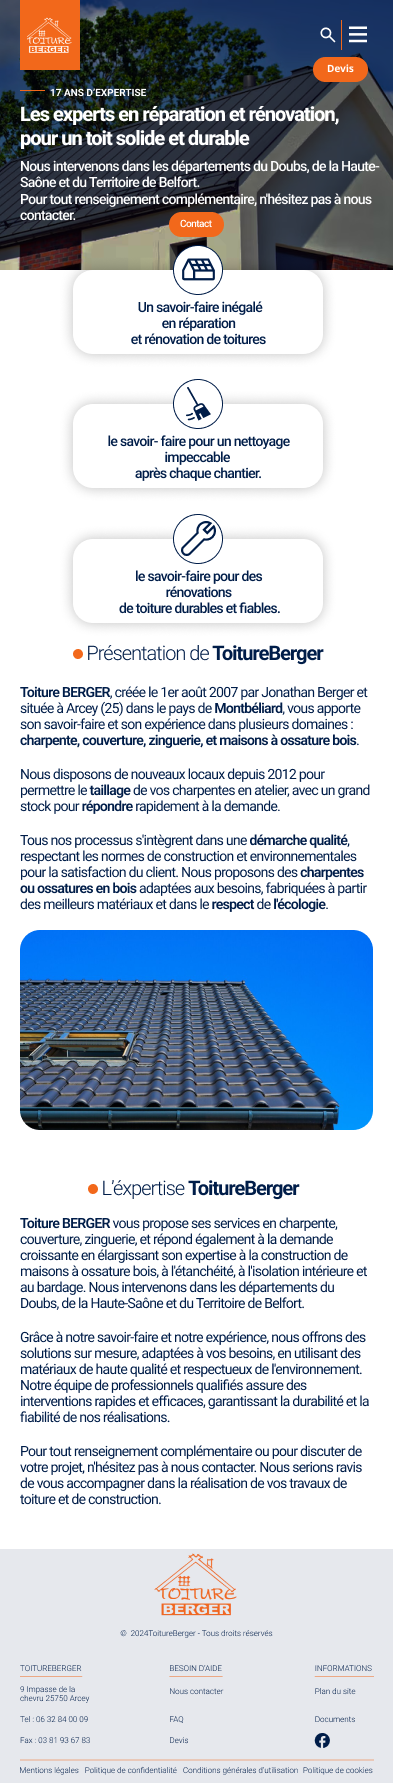 TOITURE
BERGER
Devis
17 ANS D'EXPERTISE
Les experts en réparation et rénovation,
pour un toit solide et durable
Nous intervenons dans les départements du Doubs, de la Haute-
Saône et du Territoire de Belfort.
Pour tout renseignement complémentaire, n'hésitez pas à nous
contacter.
Contact
Un savoir-faire inégalé
en réparation
et rénovation de toitures
le savoir- faire pour un nettoyage
impeccable
après chaque chantier.
le savoir-faire pour des
rénovations
de toiture durables et fiables.
Présentation de ToitureBerger
Toiture BERGER, créée le 1er août 2007 par Jonathan Berger et
située à Arcey (25) dans le pays de Montbéliard, vous apporte
son savoir-faire et son expérience dans plusieurs domaines :
charpente, couverture, zinguerie, et maisons à ossature bois.
Nous disposons de nouveaux locaux depuis 2012 pour
permettre le taillage de vos charpentes en atelier, avec un grand
stock pour répondre rapidement à la demande.
Tous nos processus s'intègrent dans une démarche qualité,
respectant les normes de construction et environnementales
pour la satisfaction du client. Nous proposons des charpentes
ou ossatures en bois adaptées aux besoins, fabriquées à partir
des meilleurs matériaux et dans le respect de l'écologie.
L'éxpertise ToitureBerger
Toiture BERGER vous propose ses services en charpente,
couverture, zinguerie, et répond également à la demande
croissante en élargissant son expertise à la construction de
maisons à ossature bois, à l'étanchéité, à l'isolation intérieure et
au bardage. Nous intervenons dans les départements du
Doubs, de la Haute-Saône et du Territoire de Belfort.
Grâce à notre savoir-faire et notre expérience, nous offrons des
solutions sur mesure, adaptées à vos besoins, en utilisant des
matériaux de haute qualité et respectueux de l'environnement.
Notre équipe de professionnels qualifiés assure des
interventions rapides et efficaces, garantissant la durabilité et la
fiabilité de nos réalisations.
Pour tout renseignement complémentaire ou pour discuter de
votre projet, n'hésitez pas à nous contacter. Nous serions ravis
de vous accompagner dans la réalisation de vos travaux de
toiture et de construction.
TOITURE
BERGER
© 2024ToitureBerger - Tous droits réservés
TOITUREBERGER
9 Impasse de la
chevru 25750 Arcey
Tel : 06 32 84 00 09
Fax : 03 81 93 67 83
BESOIN D'AIDE
Nous contacter
FAQ
Devis
INFORMATIONS
Plan du site
Documents
Mentions légales Politique de confidentialité Conditions générales d'utilisation Politique de cookies